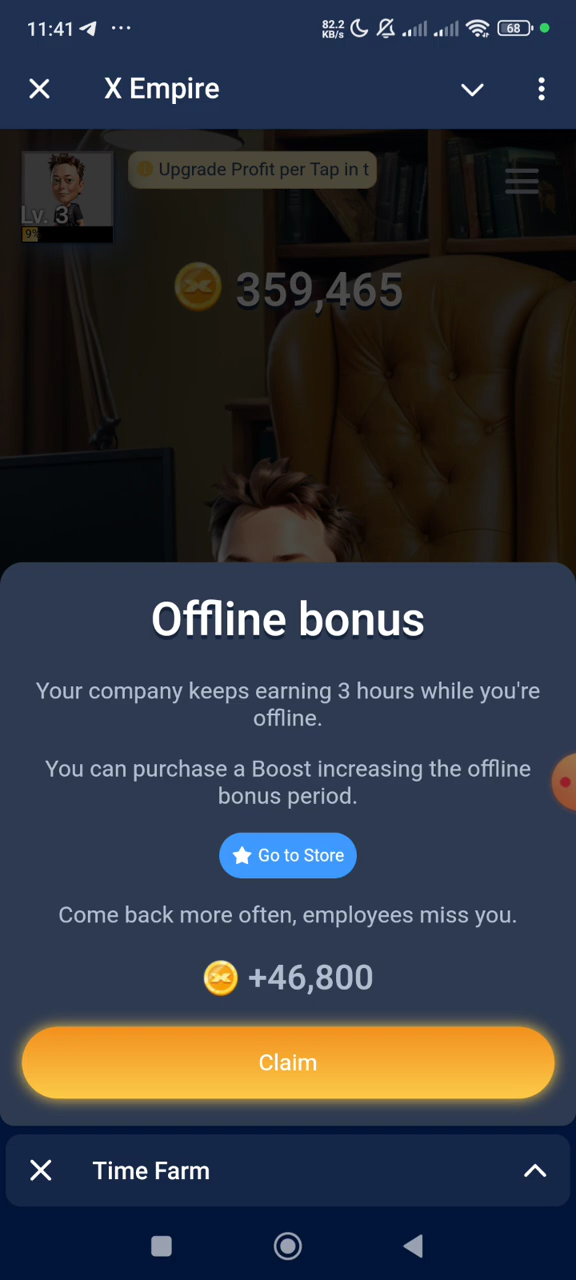 11:41
82.2
KB/s
68
X Empire
Upgrade Profit per Tap in t
Lv. 3
9%
359,465
Offline bonus
Your company keeps earning 3 hours while you're
offline.
You can purchase a Boost increasing the offline
bonus period.
Go to Store
Come back more often, employees miss you.
+46,800
Claim
Time Farm